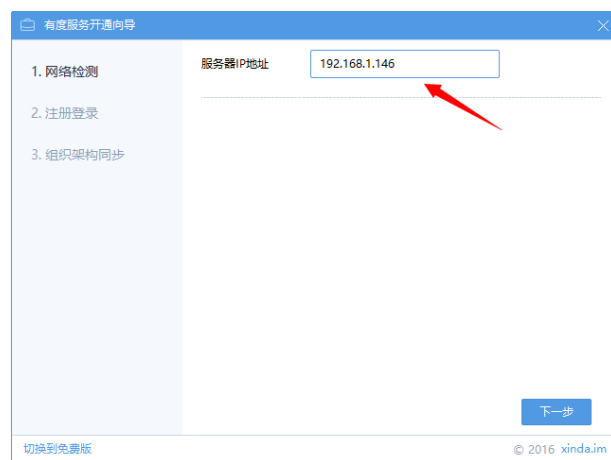 有度服务开通向导
1. 网络检测
服务器IP地址
192.168.1.146
2. 注册登录
3. 组织架构同步
下一步
切换到免费版
© 2016 xinda.im